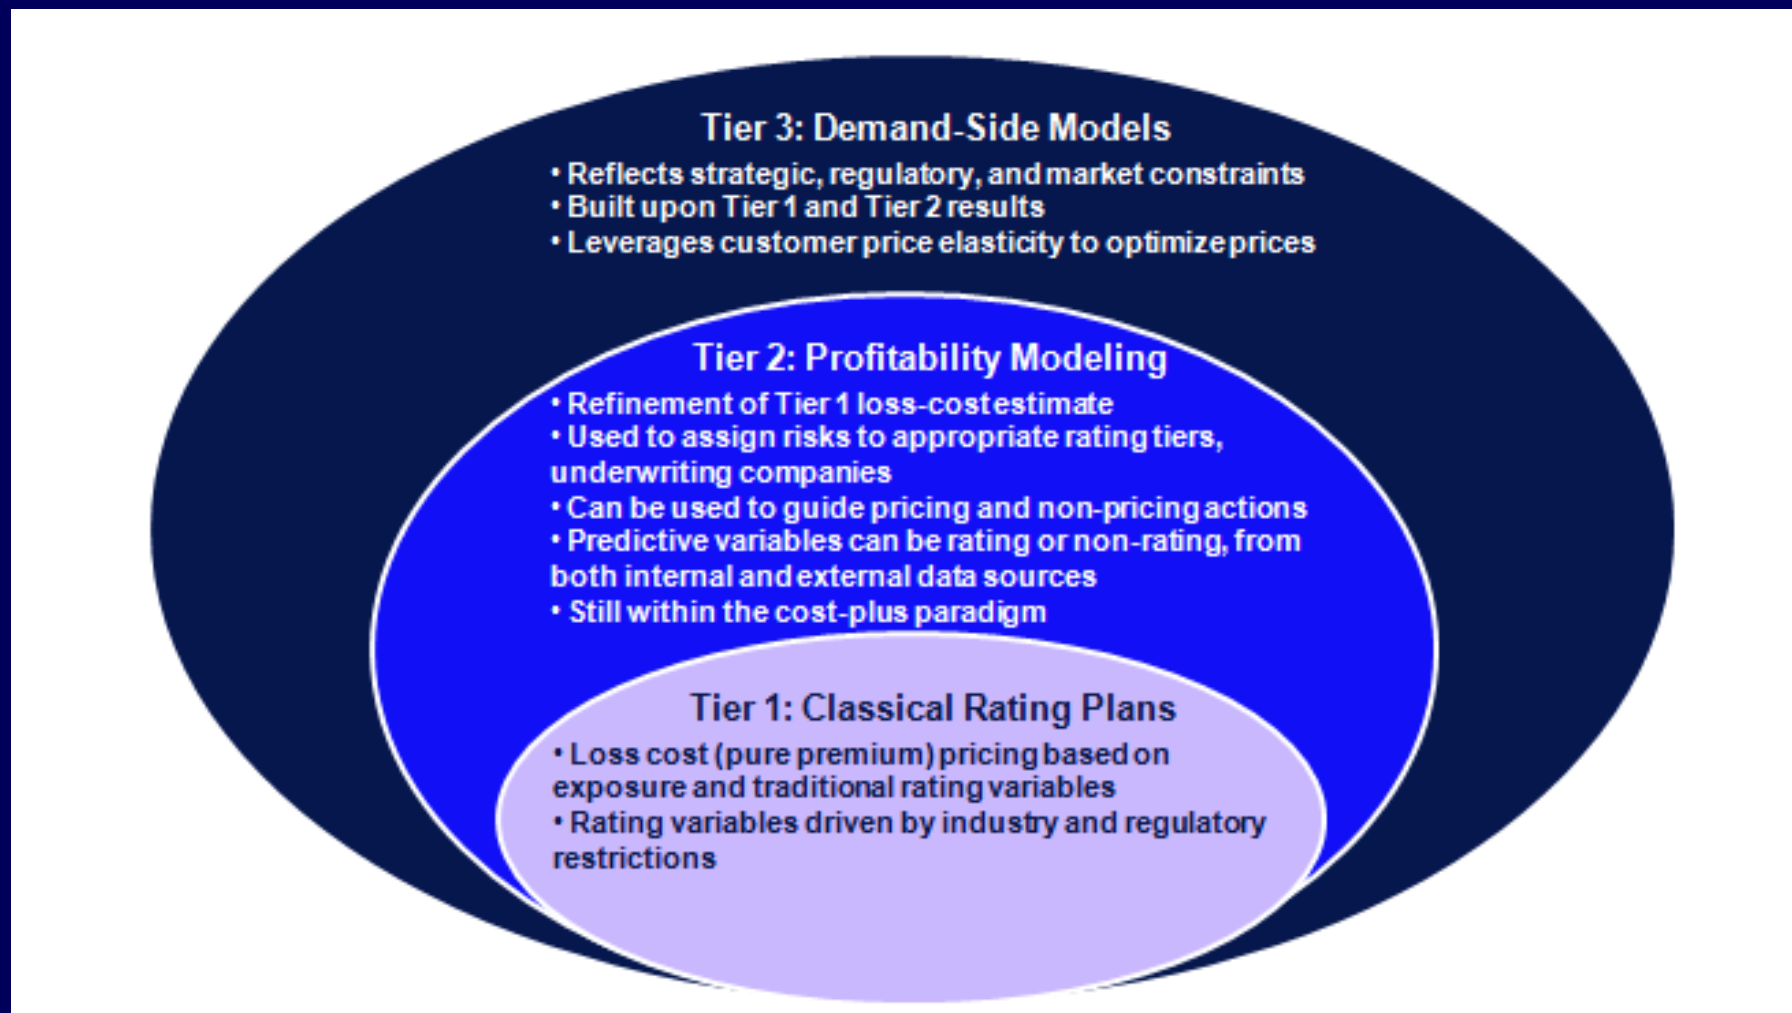 Tier 3: Demand-Side Models
• Reflects strategic, regulatory, and market constraints
• Built upon Tier 1 and Tier 2 results
• Leverages customer price elasticity to optimize prices
Tier 2: Profitability Modeling
• Refinement of Tier 1 loss-cost estimate
• Used to assign risks to appropriate rating tiers,
underwriting companies
• Can be used to guide pricing and non-pricing actions
• Predictive variables can be rating or non-rating, from
both internal and external data sources
• Still within the cost-plus paradigm
Tier 1: Classical Rating Plans
• Loss cost (pure premium) pricing based on
exposure and traditional rating variables
• Rating variables driven by industry and regulatory
restrictions